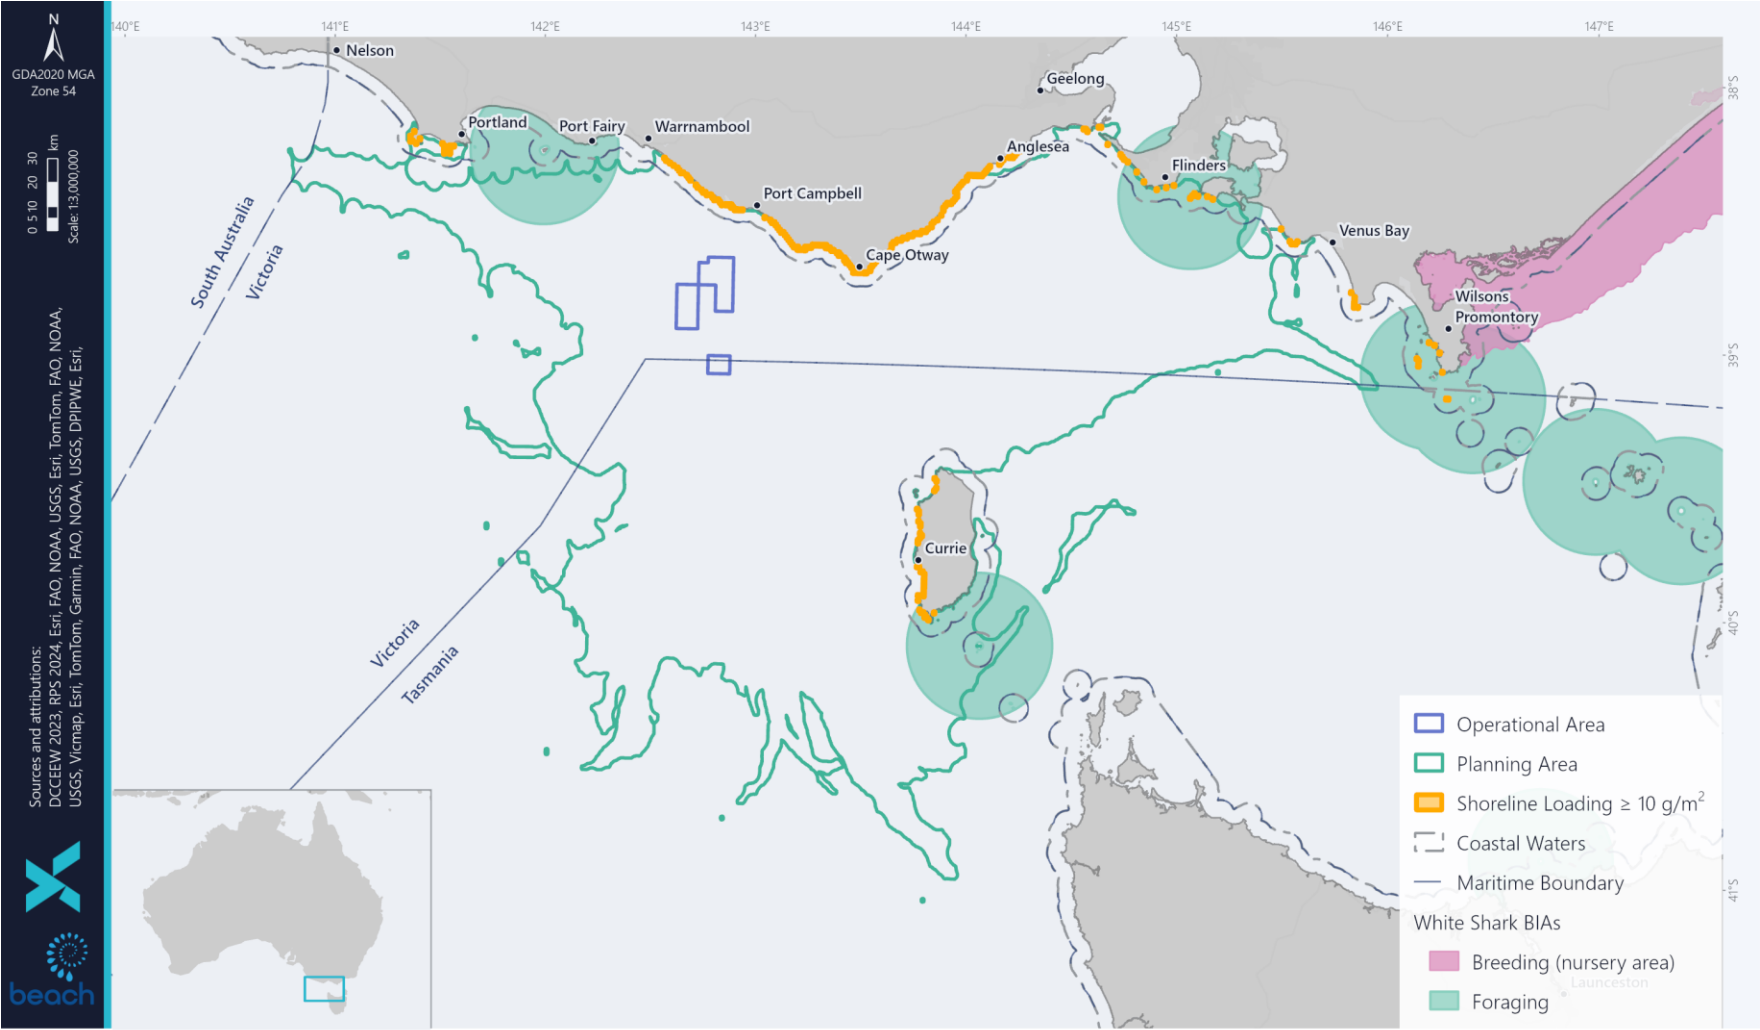 140°E
141°E
142°E
143°E
144°E
145°E
146°E
147°E
38°S
39°S
40°S
41°S
N
GDA2020 MGA
Zone 54
0 5 10 20 30 km
Scale: 1:3,000,000
Sources and attributions:
DCCEEW 2023, RPS 2024, Esri, FAO, NOAA, USGS, Esri, TomTom, FAO, NOAA,
USGS, Vicmap, Esri, TomTom, Garmin, FAO, NOAA, USGS, DPIPWE, Esri,
beach
Nelson
Portland
Port Fairy
Warrnambool
Port Campbell
Cape Otway
Anglesea
Geelong
Flinders
Venus Bay
Wilsons
Promontory
Currie
South Australia
Victoria
Victoria
Tasmania
Operational Area
Planning Area
Shoreline Loading ≥ 10 g/m²
Coastal Waters
Maritime Boundary
White Shark BIAs
Breeding (nursery area)
Launceston
Foraging